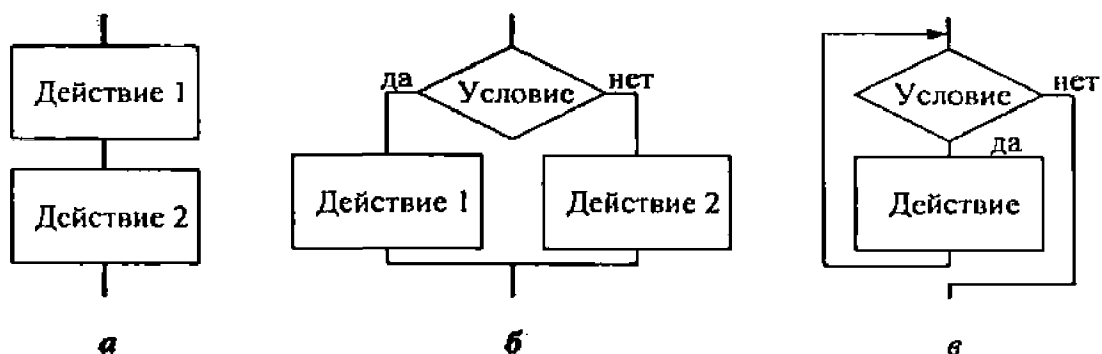 Действие 1
Действие 2
а
да
Условие
нет
Действие 1
Действие 2
б
Условие
нет
да
Действие
в